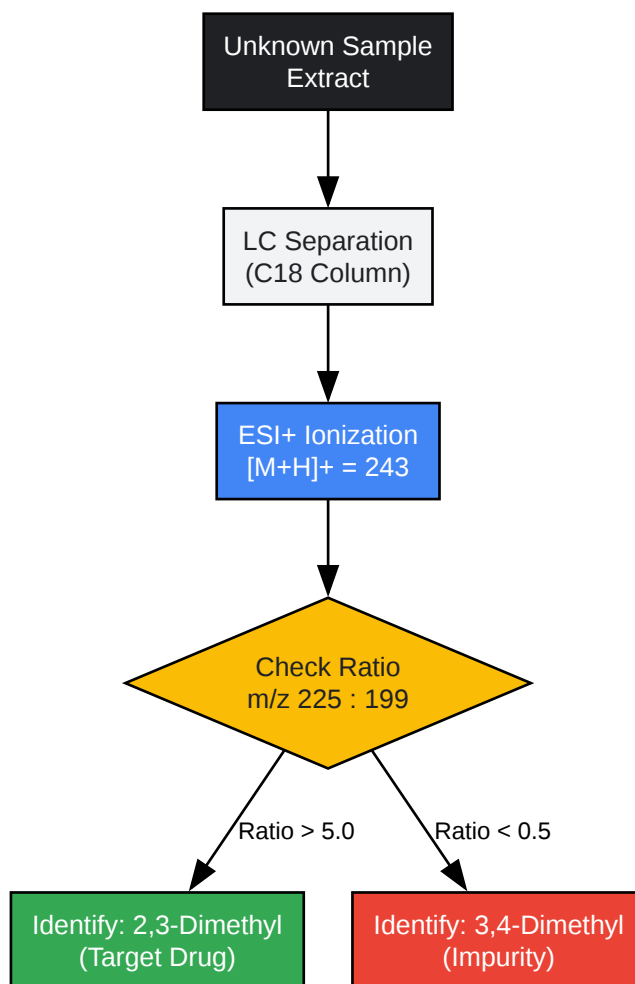 Unknown Sample
Extract
LC Separation
(C18 Column)
ESI+ Ionization
[M+H]+ = 243
Check Ratio
m/z 225 : 199
Ratio > 5.0
Ratio < 0.5
Identify: 2,3-Dimethyl
(Target Drug)
Identify: 3,4-Dimethyl
(Impurity)